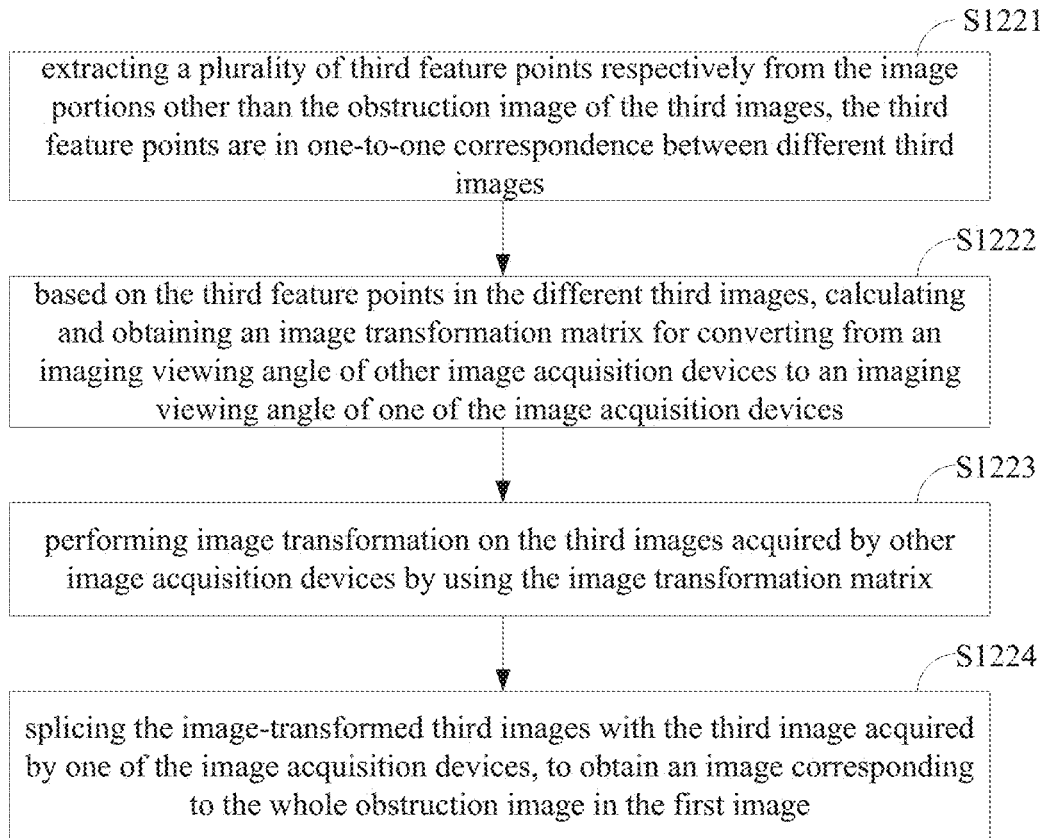 S1221
extracting a plurality of third feature points respectively from the image
portions other than the obstruction image of the third images, the third
feature points are in one-to-one correspondence between different third
images
S1222
based on the third feature points in the different third images, calculating
and obtaining an image transformation matrix for converting from an
imaging viewing angle of other image acquisition devices to an imaging
viewing angle of one of the image acquisition devices
S1223
performing image transformation on the third images acquired by other
image acquisition devices by using the image transformation matrix
S1224
splicing the image-transformed third images with the third image acquired
by one of the image acquisition devices, to obtain an image corresponding
to the whole obstruction image in the first image